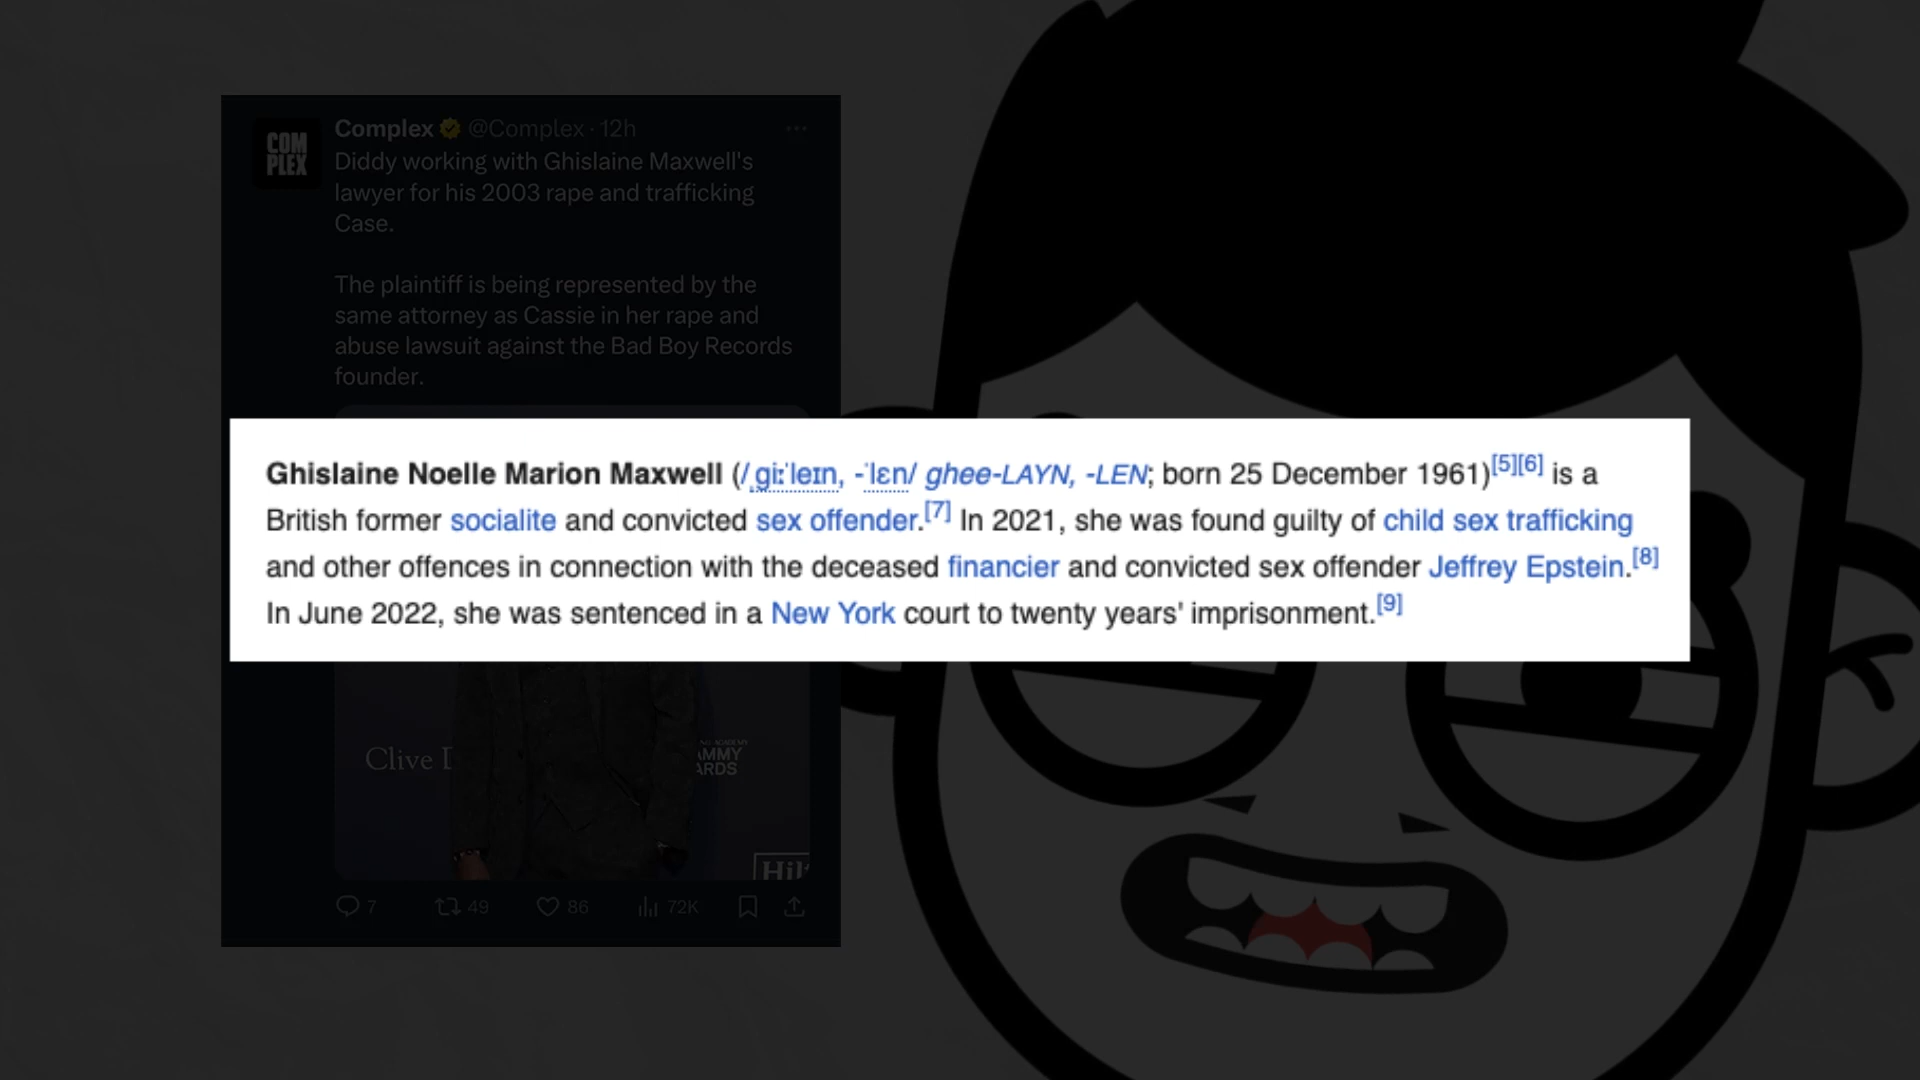 COM
PLEX
Complex @Complex · 12h
Diddy working with Ghislaine Maxwell's
lawyer for his 2003 rape and trafficking
Case.
The plaintiff is being represented by the
same attorney as Cassie in her rape and
abuse lawsuit against the Bad Boy Records
founder.
Ghislaine Noelle Marion Maxwell (/ˌɡiːˈleɪn, -ˈlɛn/ ghee-LAYN, -LEN; born 25 December 1961)[5][6] is a
British former socialite and convicted sex offender.[7] In 2021, she was found guilty of child sex trafficking
and other offences in connection with the deceased financier and convicted sex offender Jeffrey Epstein.[8]
In June 2022, she was sentenced in a New York court to twenty years' imprisonment.[9]
Clive
7 49 86 72K